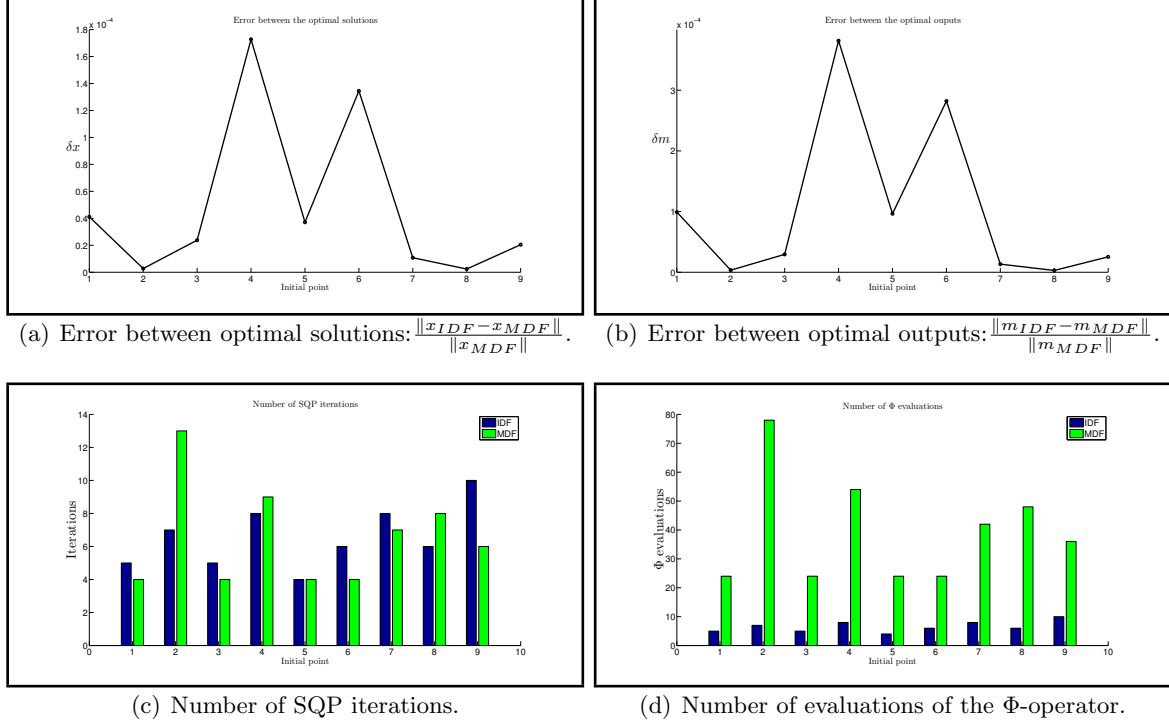 Error between the optimal solutions
x 10⁻⁴
1.8
1.6
1.4
1.2
1
0.8
0.6
0.4
0.2
0
δx
1 2 3 4 5 6 7 8 9
Initial point
(a) Error between optimal solutions: ‖x_IDF − x_MDF‖ / ‖x_MDF‖.
Error between the optimal ouputs
x 10⁻⁴
3
2
1
0
δm
1 2 3 4 5 6 7 8 9
Initial point
(b) Error between optimal outputs: ‖m_IDF − m_MDF‖ / ‖m_MDF‖.
Number of SQP iterations
14
12
10
8
6
4
2
0
Iterations
IDF
MDF
0 1 2 3 4 5 6 7 8 9 10
Initial point
(c) Number of SQP iterations.
Number of Φ evaluations
80
70
60
50
40
30
20
10
0
Φ evaluations
IDF
MDF
0 1 2 3 4 5 6 7 8 9 10
Initial point
(d) Number of evaluations of the Φ-operator.